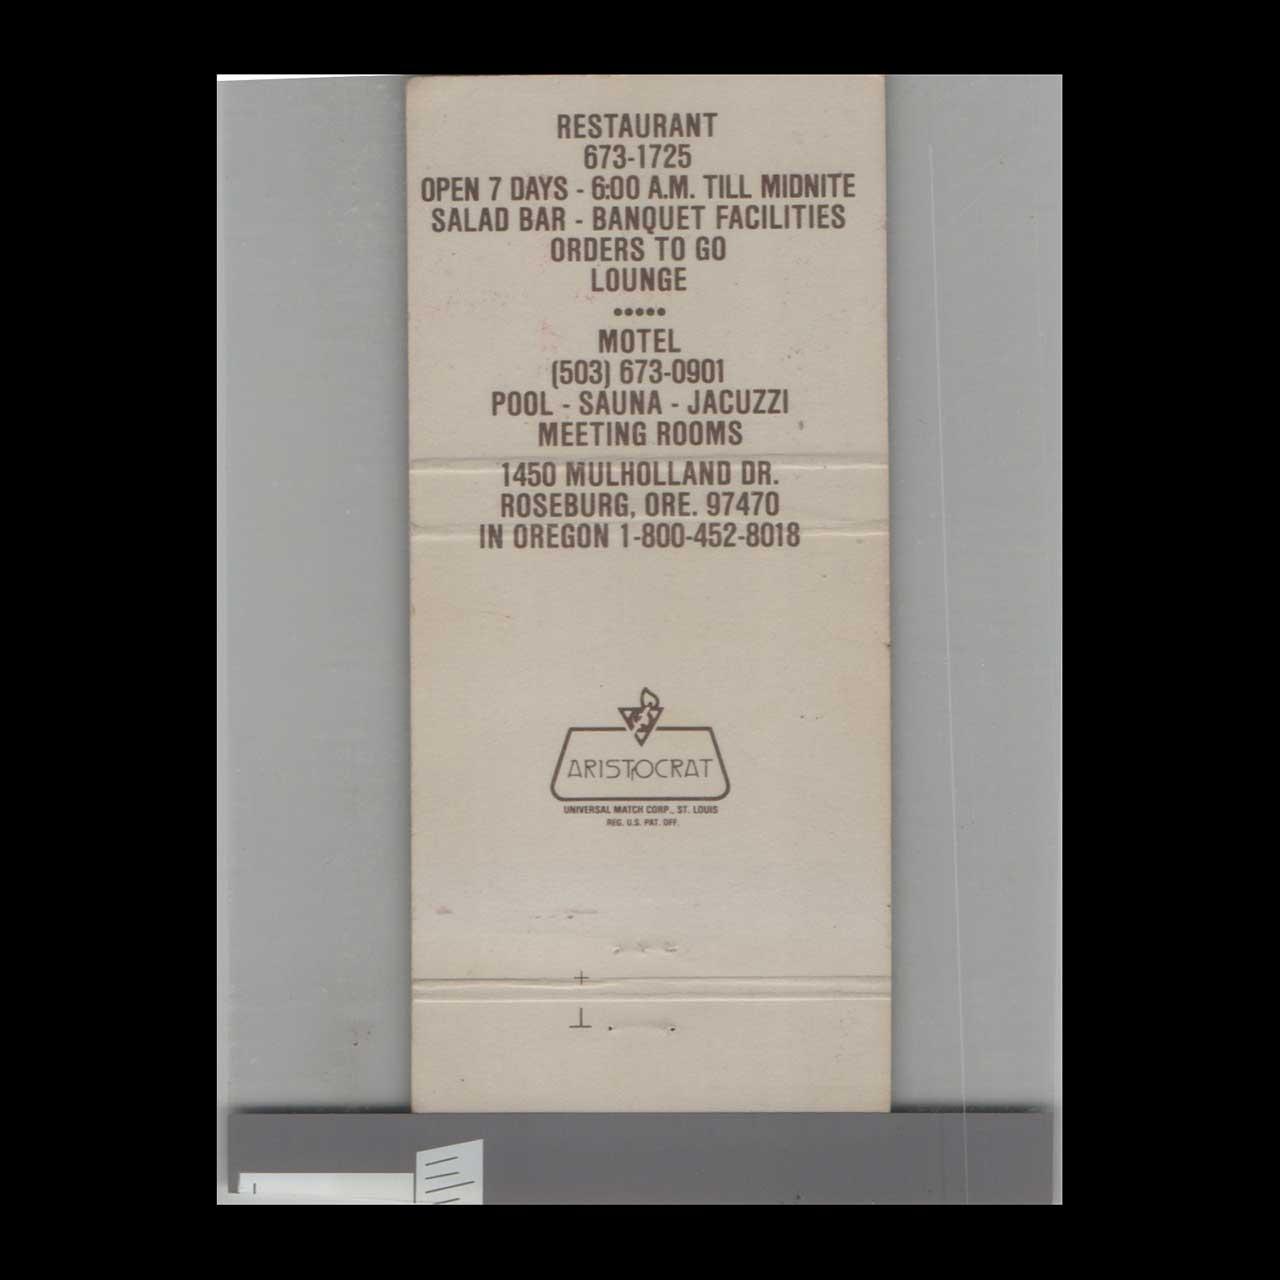 RESTAURANT
673-1725
OPEN 7 DAYS - 6:00 A.M. TILL MIDNITE
SALAD BAR - BANQUET FACILITIES
ORDERS TO GO
LOUNGE
•••••
MOTEL
(503) 673-0901
POOL - SAUNA - JACUZZI
MEETING ROOMS
1450 MULHOLLAND DR.
ROSEBURG, ORE. 97470
IN OREGON 1-800-452-8018
ARISTOCRAT
UNIVERSAL MATCH CORP., ST. LOUIS
REG. U.S. PAT. OFF.